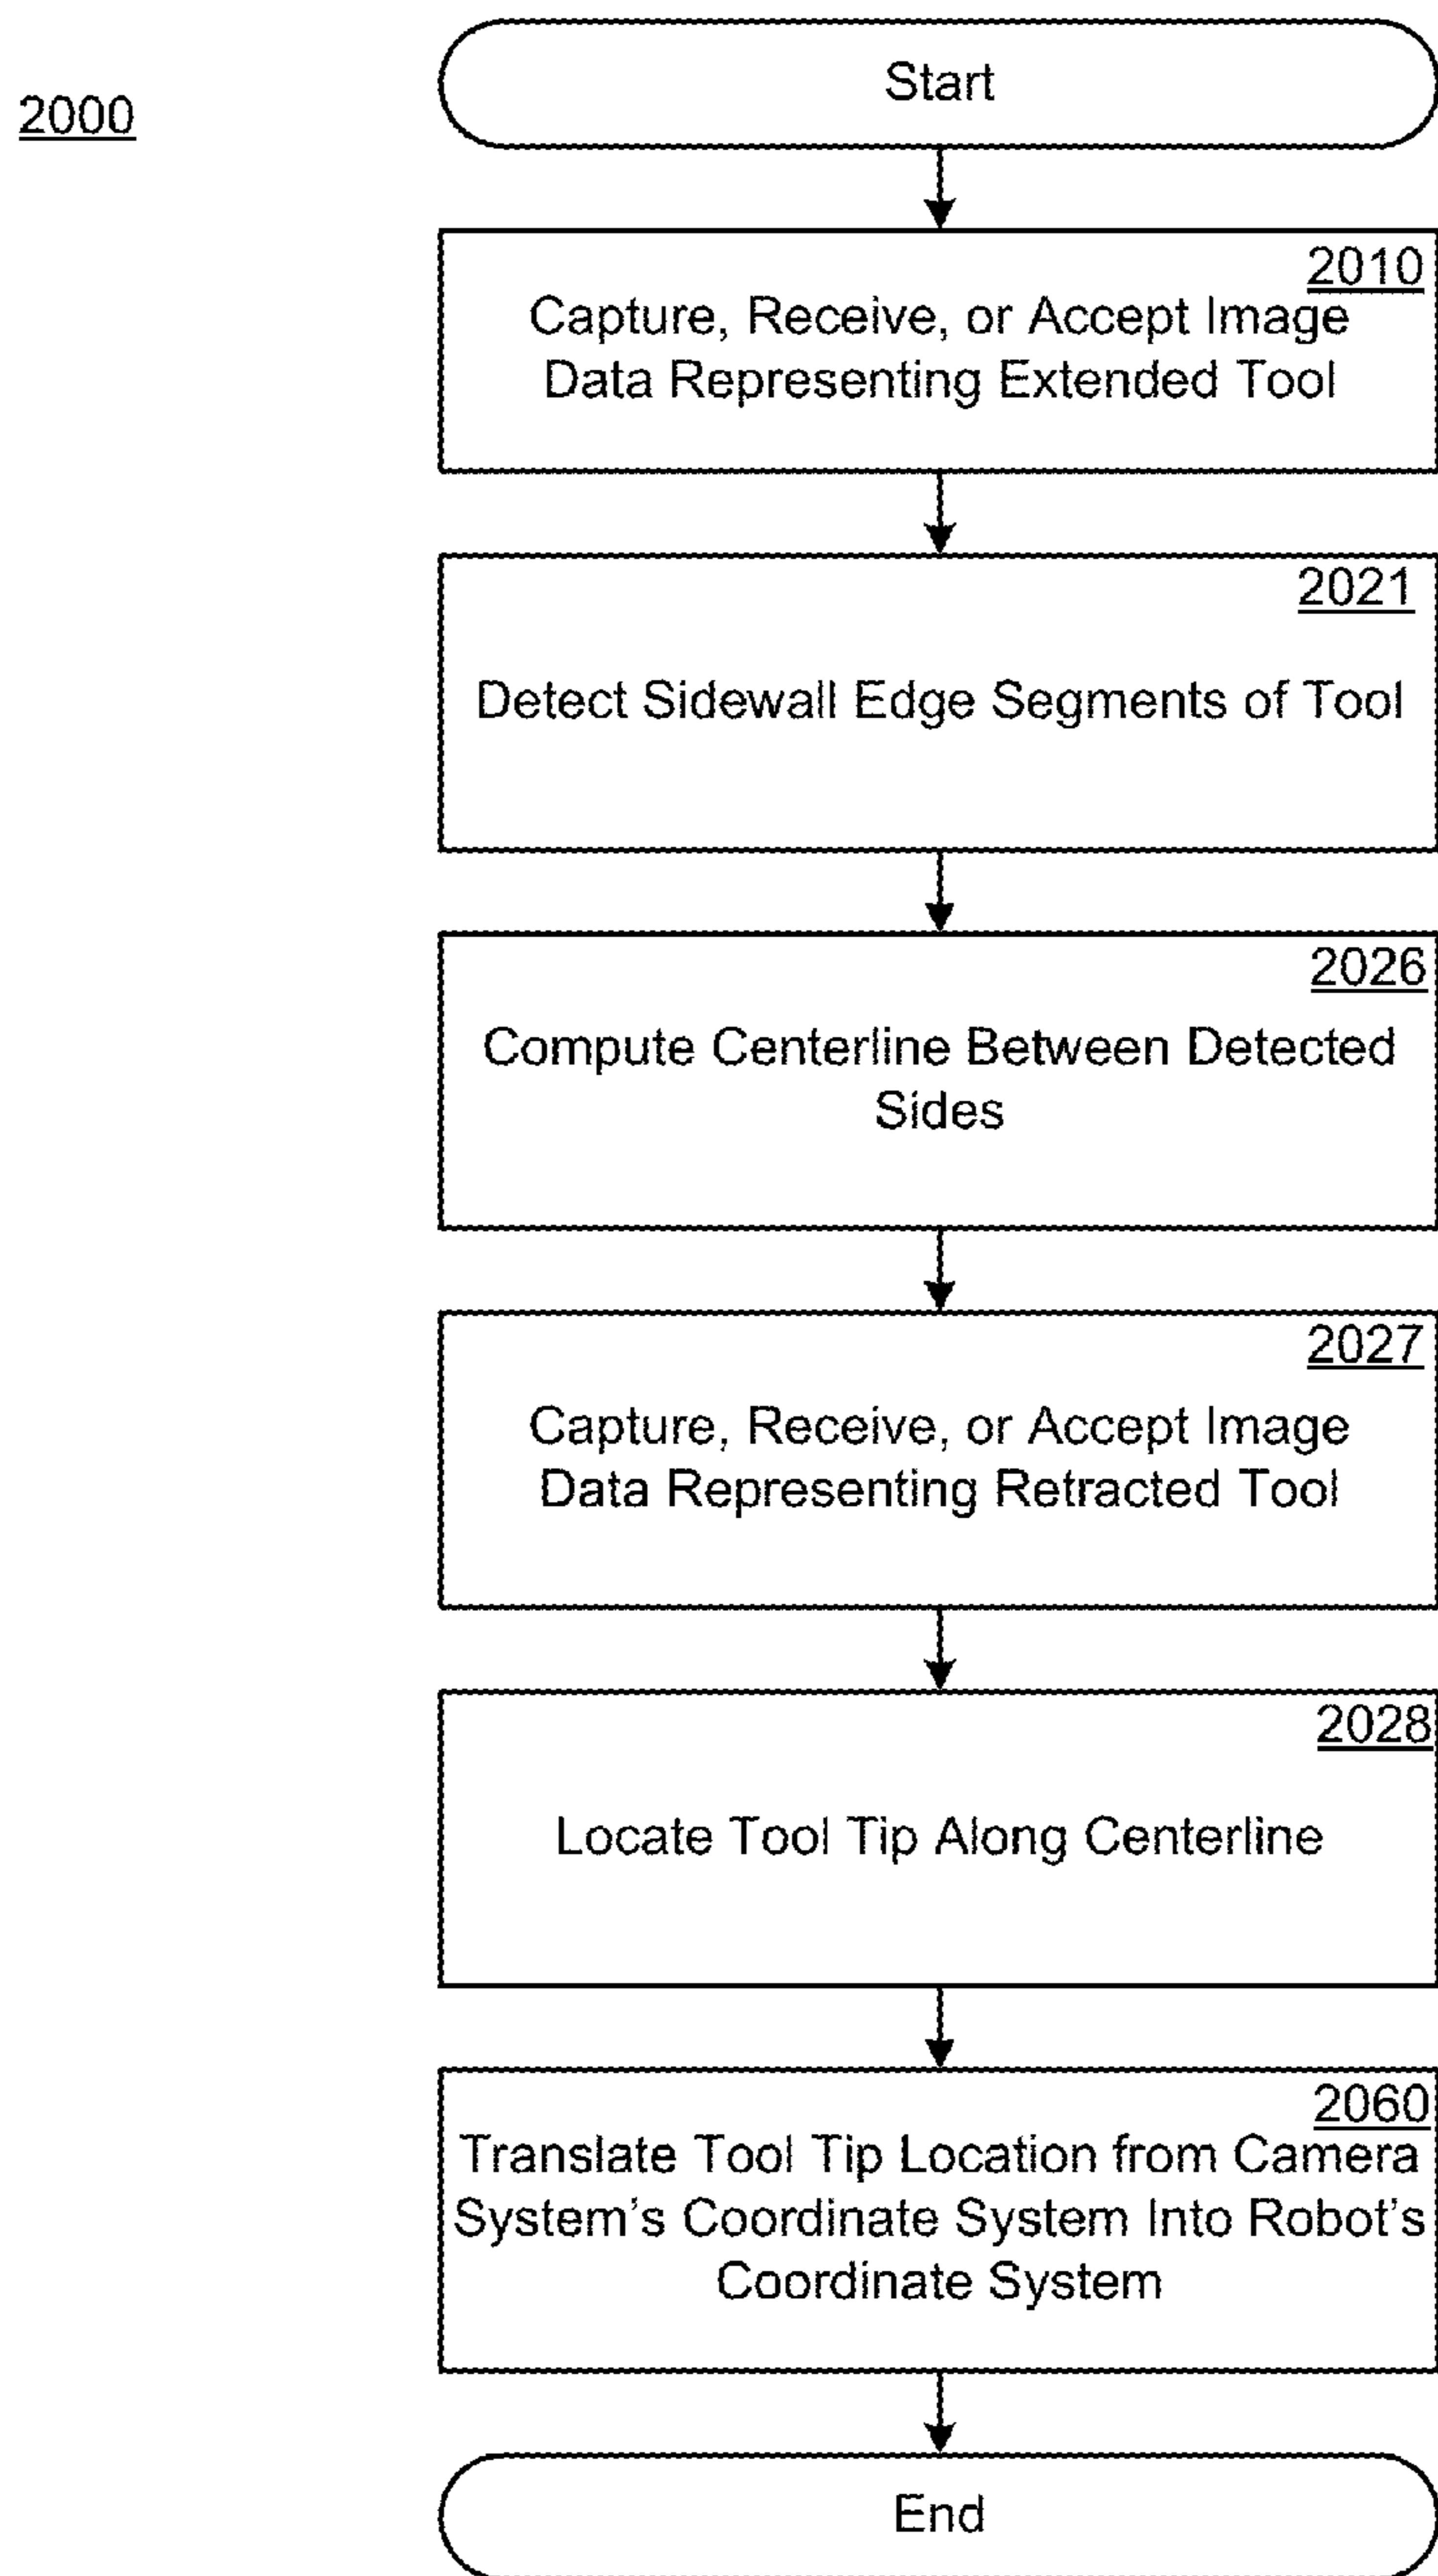 2000
Start
2010
Capture, Receive, or Accept Image
Data Representing Extended Tool
2021
Detect Sidewall Edge Segments of Tool
2026
Compute Centerline Between Detected
Sides
2027
Capture, Receive, or Accept Image
Data Representing Retracted Tool
2028
Locate Tool Tip Along Centerline
2060
Translate Tool Tip Location from Camera
System's Coordinate System Into Robot's
Coordinate System
End